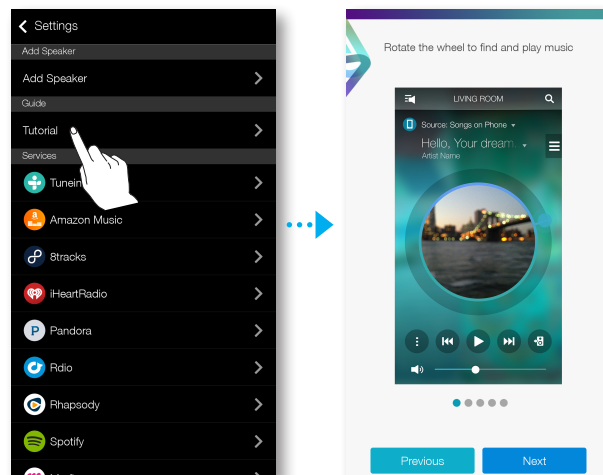 Settings
Add Speaker
Add Speaker
Guide
Tutorial
Services
Tunein
Amazon Music
8tracks
iHeartRadio
Pandora
Rdio
Rhapsody
Spotify
Rotate the wheel to find and play music
LIVING ROOM
Source: Songs on Phone
Hello, Your dream..
Artist Name
Previous
Next